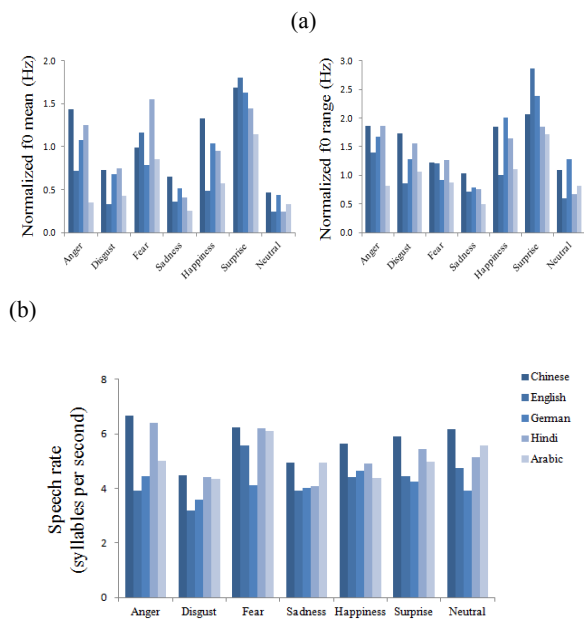 (a)
Normalized f0 mean (Hz)
2.0
1.5
1.0
0.5
0.0
Anger
Disgust
Fear
Sadness
Happiness
Surprise
Neutral
Normalized f0 range (Hz)
3.0
2.5
2.0
1.5
1.0
0.5
0.0
Anger
Disgust
Fear
Sadness
Happiness
Surprise
Neutral
(b)
Speech rate
(syllables per second)
8
6
4
2
0
Anger
Disgust
Fear
Sadness
Happiness
Surprise
Neutral
Chinese
English
German
Hindi
Arabic